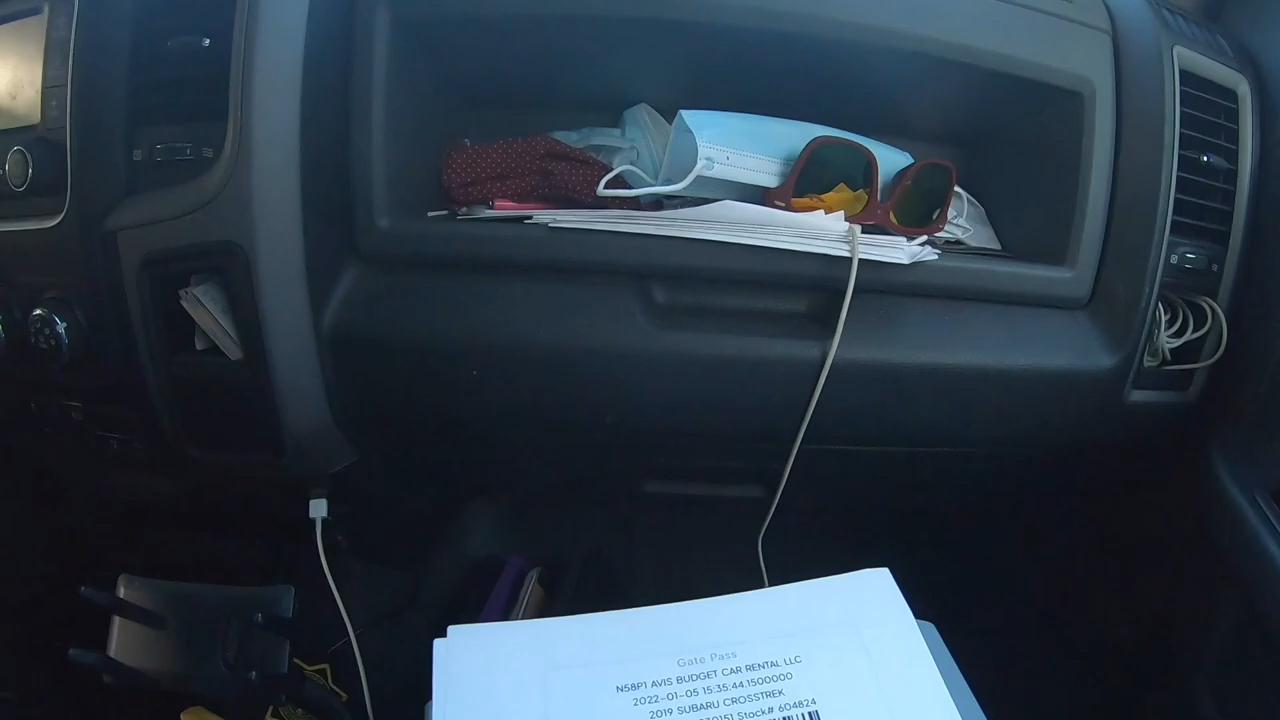 Gate Pass
N58P1 AVIS BUDGET CAR RENTAL LLC
2022-01-05 15:35:44.1500000
2019 SUBARU CROSSTREK
Stock# 604824